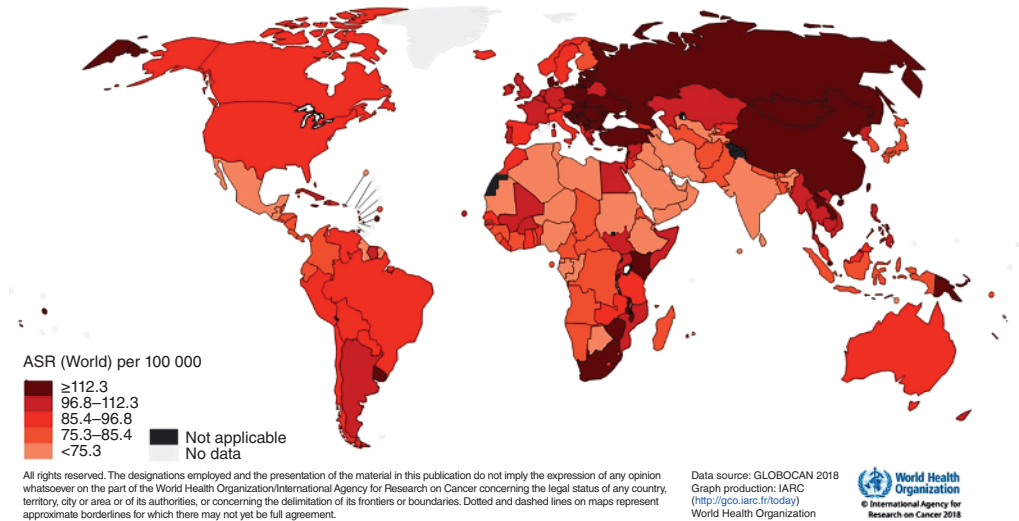 ASR (World) per 100 000
≥112.3
96.8–112.3
85.4–96.8
75.3–85.4
<75.3
Not applicable
No data
All rights reserved. The designations employed and the presentation of the material in this publication do not imply the expression of any opinion
whatsoever on the part of the World Health Organization/International Agency for Research on Cancer concerning the legal status of any country,
territory, city or area or of its authorities, or concerning the delimitation of its frontiers or boundaries. Dotted and dashed lines on maps represent
approximate borderlines for which there may not yet be full agreement.
Data source: GLOBOCAN 2018
Graph production: IARC
(http://gco.iarc.fr/today)
World Health Organization
World Health
Organization
© International Agency for
Research on Cancer 2018